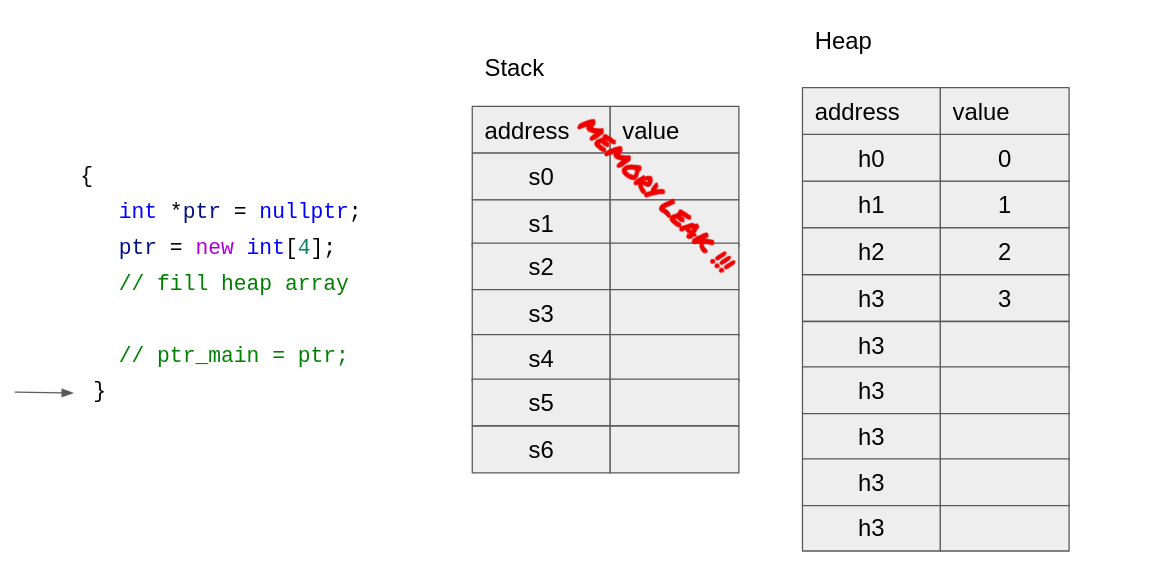 {
int *ptr = nullptr;
ptr = new int[4];
// fill heap array
// ptr_main = ptr;
}
Stack
address value
s0
s1
s2
s3
s4
s5
s6
MEMORY LEAK !!!
Heap
address value
h0 0
h1 1
h2 2
h3 3
h3
h3
h3
h3
h3